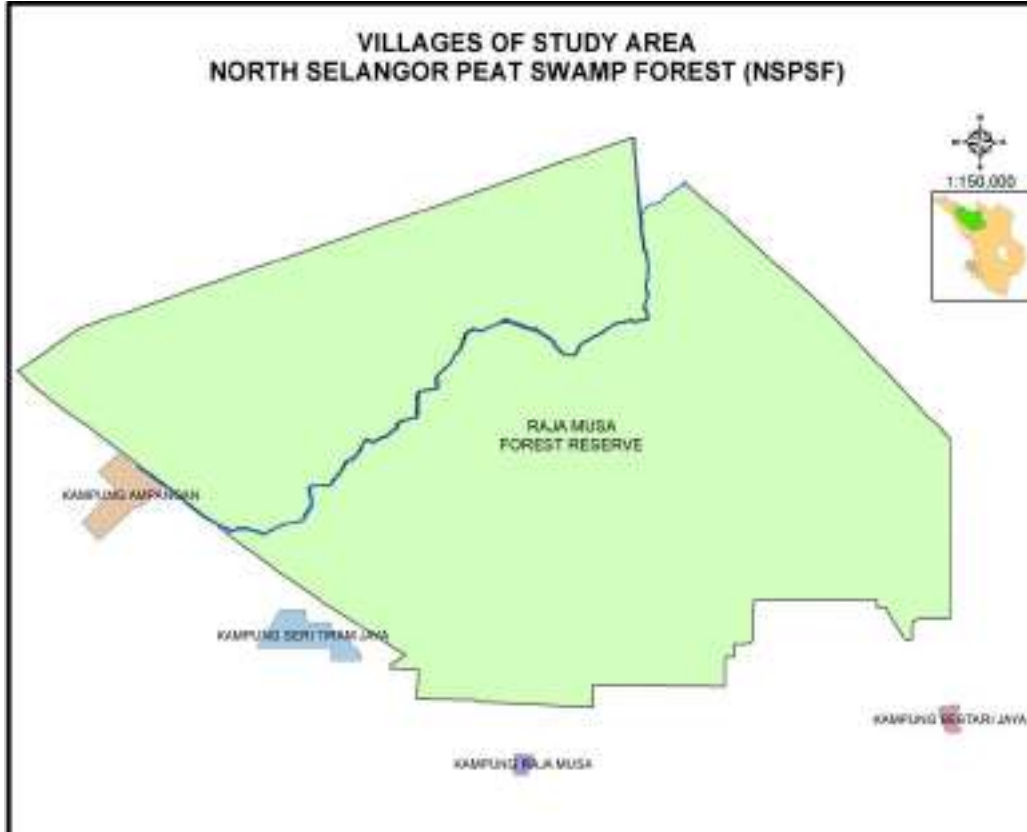 VILLAGES OF STUDY AREA
NORTH SELANGOR PEAT SWAMP FOREST (NSPSF)
1:150,000
RAJA MUSA
FOREST RESERVE
KAMPUNG AMPANGAN
KAMPUNG SERI TIRAM JAYA
KAMPUNG BESTARI JAYA
KAMPUNG RAJA MUSA